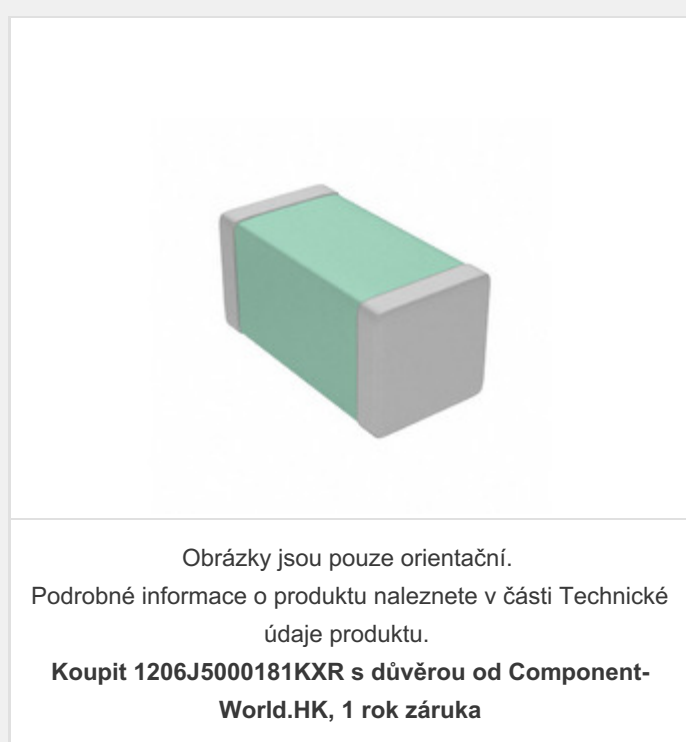 Obrázky jsou pouze orientační.
Podrobné informace o produktu naleznete v části Technické
údaje produktu.
Koupit 1206J5000181KXR s důvěrou od Component-
World.HK, 1 rok záruka